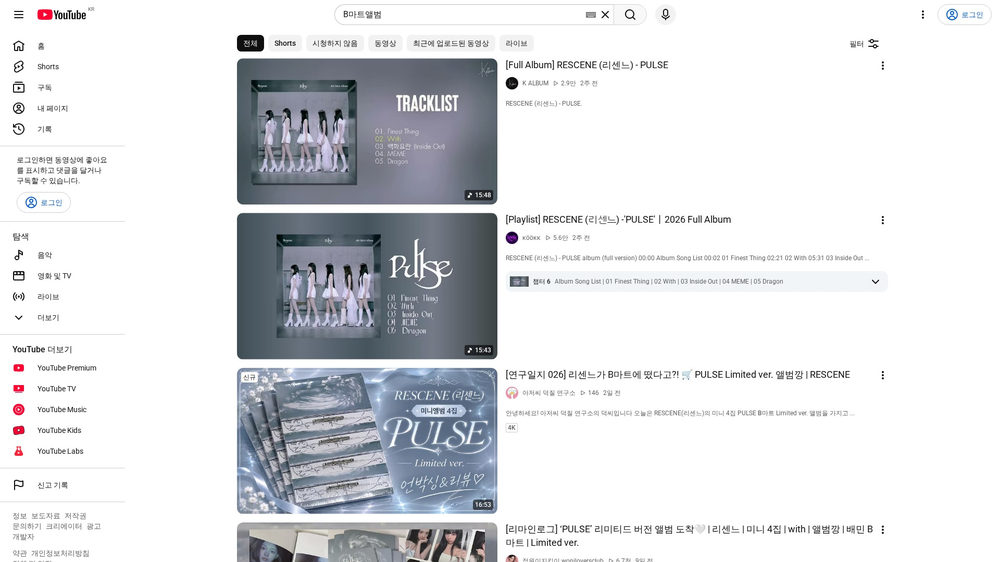 YouTube KR
B마트앨범
로그인
홈
Shorts
구독
내 페이지
기록
로그인하면 동영상에 좋아요
를 표시하고 댓글을 달거나
구독할 수 있습니다.
로그인
탐색
음악
영화 및 TV
라이브
더보기
YouTube 더보기
YouTube Premium
YouTube TV
YouTube Music
YouTube Kids
YouTube Labs
신고 기록
정보 보도자료 저작권
문의하기 크리에이터 광고
개발자
약관 개인정보처리방침
전체 Shorts 시청하지 않음 동영상 최근에 업로드된 동영상 라이브
필터
TRACKLIST
01. Finest Thing
02. With
03. 백화요란 (Inside Out)
04. MEME
05. Dragon
15:48
[Full Album] RESCENE (리센느) - PULSE
K ALBUM 2.9만 2주 전
RESCENE (리센느) - PULSE
Pulse
01 Finest Thing
02 With
03 Inside Out
04 MEME
05 Dragon
15:43
[Playlist] RESCENE (리센느) -'PULSE'ㅣ2026 Full Album
5.6만 2주 전
RESCENE (리센느) - PULSE album (full version) 00:00 Album Song List 00:02 01 Finest Thing 02:21 02 With 05:31 03 Inside Out ...
챕터 6 Album Song List | 01 Finest Thing | 02 With | 03 Inside Out | 04 MEME | 05 Dragon
신규
RESCENE (리센느)
미니앨범 4집
PULSE
Limited ver.
언박싱&리뷰♡
16:53
[연구일지 026] 리센느가 B마트에 떴다고?! 🛒 PULSE Limited ver. 앨범깡 | RESCENE
아저씨 덕질 연구소 146 2일 전
안녕하세요! 아저씨 덕질 연구소의 덕씨입니다 오늘은 RESCENE(리센느)의 미니 4집 PULSE B마트 Limited ver. 앨범을 가지고 ...
4K
[리마인로그] ‘PULSE’ 리미티드 버전 앨범 도착🤍 | 리센느 | 미니 4집 | with | 앨범깡 | 배민 B
마트 | Limited ver.